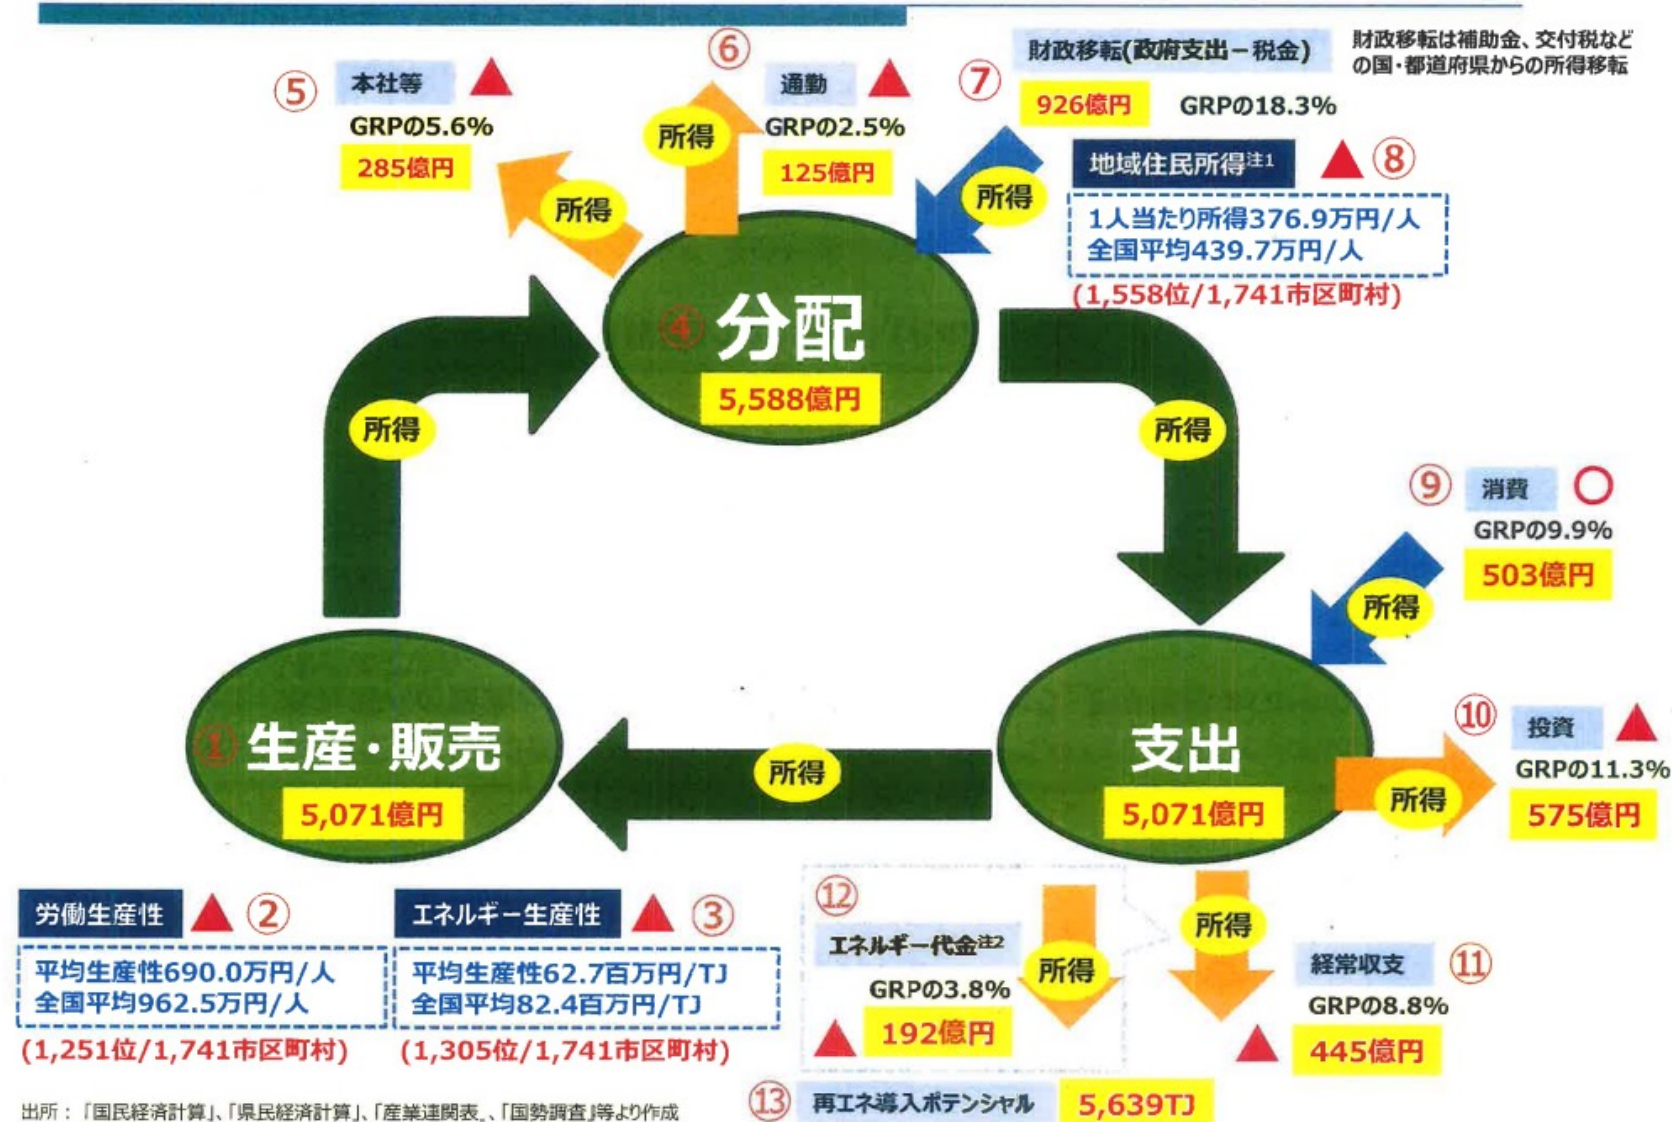 ⑤ 本社等 ▲
GRPの5.6%
285億円
所得
⑥ 通勤 ▲
GRPの2.5%
125億円
所得
⑦ 財政移転(政府支出－税金)
926億円 GRPの18.3%
財政移転は補助金、交付税など
の国・都道府県からの所得移転
所得
地域住民所得注1 ▲ ⑧
1人当たり所得376.9万円/人
全国平均439.7万円/人
(1,558位/1,741市区町村)
④ 分配
5,588億円
所得
所得
⑨ 消費 ○
GRPの9.9%
503億円
所得
① 生産・販売
5,071億円
所得
支出
5,071億円
⑩ 投資 ▲
GRPの11.3%
575億円
所得
労働生産性 ▲ ②
平均生産性690.0万円/人
全国平均962.5万円/人
(1,251位/1,741市区町村)
エネルギー生産性 ▲ ③
平均生産性62.7百万円/TJ
全国平均82.4百万円/TJ
(1,305位/1,741市区町村)
⑫
エネルギー代金注2
GRPの3.8%
▲ 192億円
所得
所得
経常収支 ⑪
GRPの8.8%
▲ 445億円
⑬ 再エネ導入ポテンシャル 5,639TJ
出所：「国民経済計算」、「県民経済計算」、「産業連関表」、「国勢調査」等より作成